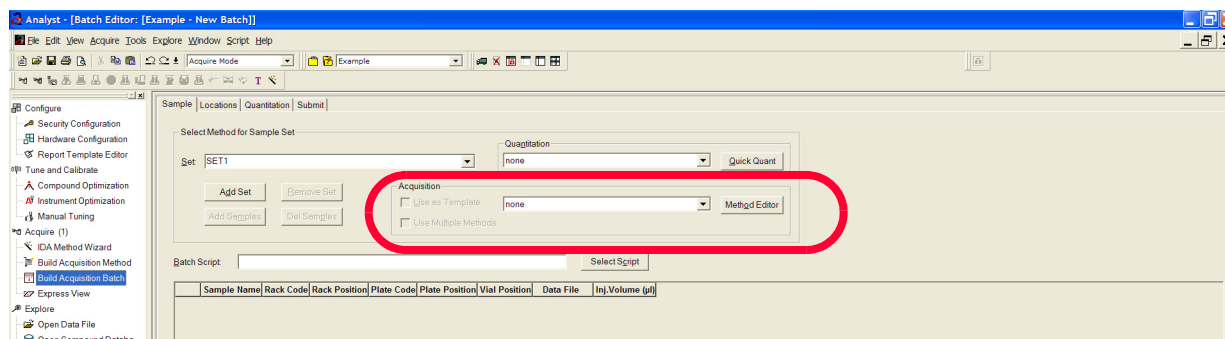 Analyst - [Batch Editor: [Example - New Batch]]
File Edit View Acquire Tools Explore Window Script Help
Acquire Mode Example
T
Sample Locations Quantitation Submit
Configure
Security Configuration
Hardware Configuration
Report Template Editor
Tune and Calibrate
Compound Optimization
Instrument Optimization
Manual Tuning
Acquire (1)
IDA Method Wizard
Build Acquisition Method
Build Acquisition Batch
Express View
Explore
Open Data File
Select Method for Sample Set
Set: SET1
Add Set Remove Set
Add Samples Del Samples
Quantitation
none Quick Quant
Acquisition
Use as Template none Method Editor
Use Multiple Methods
Batch Script: Select Script
Sample Name Rack Code Rack Position Plate Code Plate Position Vial Position Data File Inj.Volume (µl)